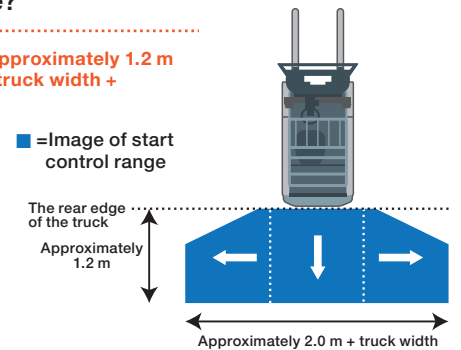 e?
pproximately 1.2 m
truck width +
=Image of start
control range
The rear edge
of the truck
Approximately
1.2 m
Approximately 2.0 m + truck width